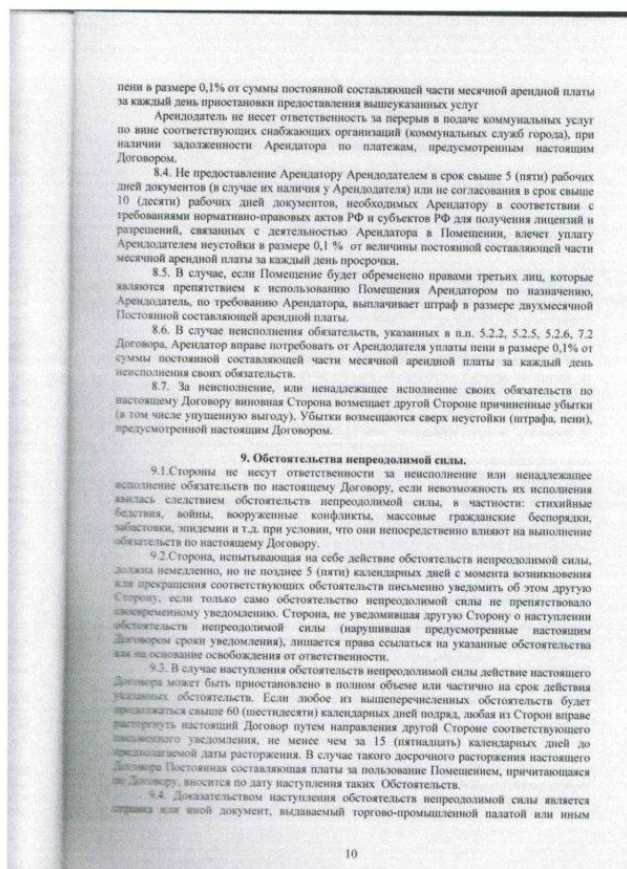 пени в размере 0,1% от суммы постоянной составляющей части месячной арендной платы
за каждый день приостановки предоставления вышеуказанных услуг
Арендодатель не несет ответственность за перерыв в подаче коммунальных услуг
по вине соответствующих снабжающих организаций (коммунальных служб города), при
наличии задолженности Арендатора по платежам, предусмотренным настоящим
Договором.
8.4. Не предоставление Арендатору Арендодателем в срок свыше 5 (пяти) рабочих
дней документов (в случае их наличия у Арендодателя) или не согласования в срок свыше
10 (десяти) рабочих дней документов, необходимых Арендатору в соответствии с
требованиями нормативно-правовых актов РФ и субъектов РФ для получения лицензий и
разрешений, связанных с деятельностью Арендатора в Помещении, влечет уплату
Арендодателем неустойки в размере 0,1 % от величины постоянной составляющей части
месячной арендной платы за каждый день просрочки.
8.5. В случае, если Помещение будет обременено правами третьих лиц, которые
являются препятствием к использованию Помещения Арендатором по назначению,
Арендодатель, по требованию Арендатора, выплачивает штраф в размере двухмесячной
Постоянной составляющей арендной платы.
8.6. В случае неисполнения обязательств, указанных в п.п. 5.2.2, 5.2.5, 5.2.6, 7.2
Договора, Арендатор вправе потребовать от Арендодателя уплаты пени в размере 0,1% от
суммы постоянной составляющей части месячной арендной платы за каждый день
неисполнения своих обязательств.
8.7. За неисполнение, или ненадлежащее исполнение своих обязательств по
настоящему Договору виновная Сторона возмещает другой Стороне причиненные убытки
(в том числе упущенную выгоду). Убытки возмещаются сверх неустойки (штрафа, пени),
предусмотренной настоящим Договором.
9. Обстоятельства непреодолимой силы.
9.1.Стороны не несут ответственности за неисполнение или ненадлежащее
исполнение обязательств по настоящему Договору, если невозможность их исполнения
явилась следствием обстоятельств непреодолимой силы, в частности: стихийные
бедствия, войны, вооруженные конфликты, массовые гражданские беспорядки,
забастовки, эпидемии и т.д. при условии, что они непосредственно влияют на выполнение
обязательств по настоящему Договору.
9.2.Сторона, испытывающая на себе действие обстоятельств непреодолимой силы,
должна немедленно, но не позднее 5 (пяти) календарных дней с момента возникновения
или прекращения соответствующих обстоятельств письменно уведомить об этом другую
Сторону, если только само обстоятельство непреодолимой силы не препятствовало
своевременному уведомлению. Сторона, не уведомившая другую Сторону о наступлении
обстоятельств непреодолимой силы (нарушившая предусмотренные настоящим
Договором сроки уведомления), лишается права ссылаться на указанные обстоятельства
как на основание освобождения от ответственности.
9.3. В случае наступления обстоятельств непреодолимой силы действие настоящего
Договора может быть приостановлено в полном объеме или частично на срок действия
указанных обстоятельств. Если любое из вышеперечисленных обстоятельств будет
продолжаться свыше 60 (шестидесяти) календарных дней подряд, любая из Сторон вправе
расторгнуть настоящий Договор путем направления другой Стороне соответствующего
письменного уведомления, не менее чем за 15 (пятнадцать) календарных дней до
предполагаемой даты расторжения. В случае такого досрочного расторжения настоящего
Договора Постоянная составляющая платы за пользование Помещением, причитающаяся
по Договору, вносится по дату наступления таких Обстоятельств.
9.4. Доказательством наступления обстоятельств непреодолимой силы является
справка или иной документ, выдаваемый торгово-промышленной палатой или иным
10